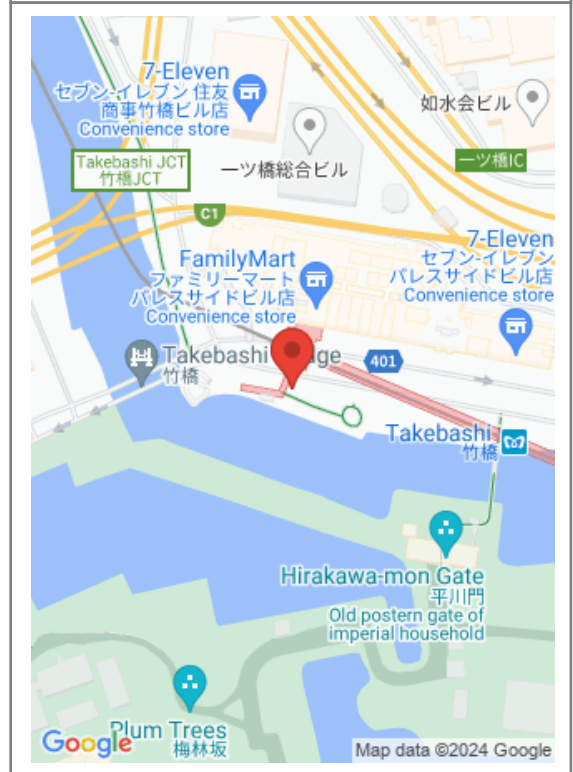 7-Eleven
セブン-イレブン 住友
商事竹橋ビル店
Convenience store
如水会ビル
Takebashi JCT
竹橋JCT
一ツ橋総合ビル
一ツ橋IC
C1
7-Eleven
セブン-イレブン
パレスサイドビル店
Convenience store
FamilyMart
ファミリーマート
パレスサイドビル店
Convenience store
Takebashi
竹橋
401
Takebashi
竹橋
Hirakawa-mon Gate
平川門
Old postern gate of
imperial household
Plum Trees
梅林坂
Google
Map data ©2024 Google